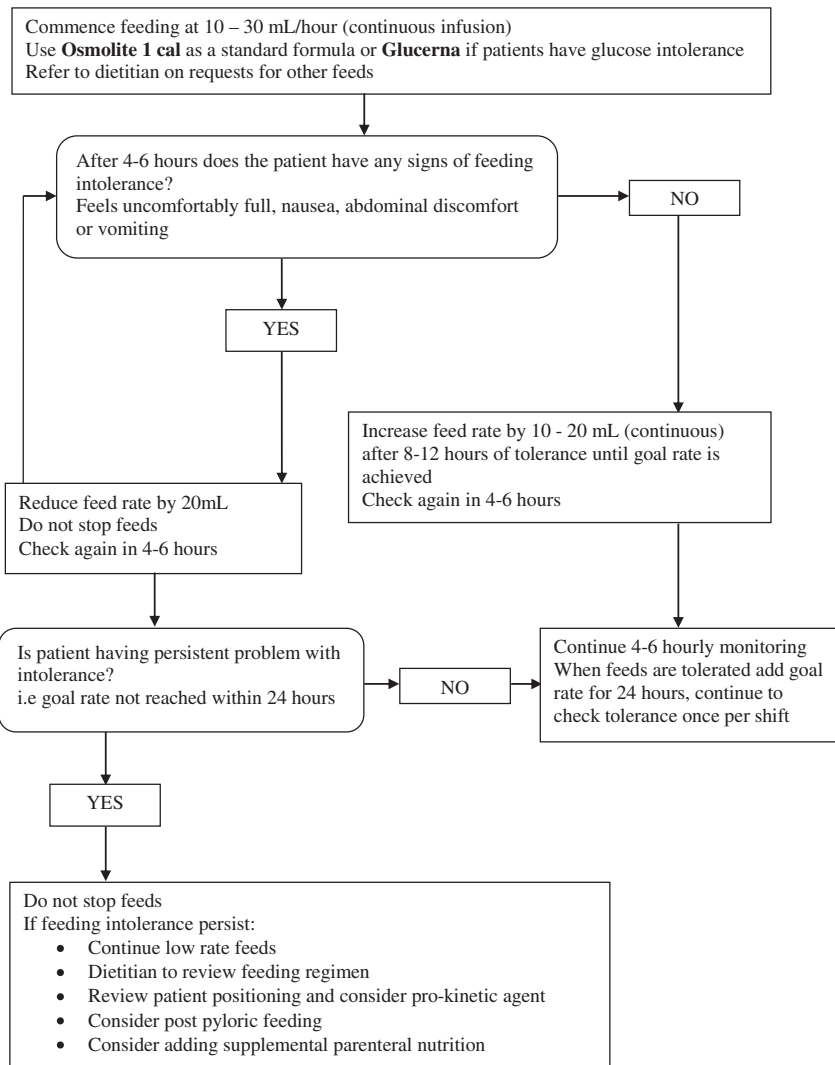 Commence feeding at 10 – 30 mL/hour (continuous infusion)
Use Osmolite 1 cal as a standard formula or Glucerna if patients have glucose intolerance
Refer to dietitian on requests for other feeds
After 4-6 hours does the patient have any signs of feeding
intolerance?
Feels uncomfortably full, nausea, abdominal discomfort
or vomiting
NO
YES
Increase feed rate by 10 - 20 mL (continuous)
after 8-12 hours of tolerance until goal rate is
achieved
Check again in 4-6 hours
Reduce feed rate by 20mL
Do not stop feeds
Check again in 4-6 hours
Is patient having persistent problem with
intolerance?
i.e goal rate not reached within 24 hours
NO
Continue 4-6 hourly monitoring
When feeds are tolerated add goal
rate for 24 hours, continue to
check tolerance once per shift
YES
Do not stop feeds
If feeding intolerance persist:
• Continue low rate feeds
• Dietitian to review feeding regimen
• Review patient positioning and consider pro-kinetic agent
• Consider post pyloric feeding
• Consider adding supplemental parenteral nutrition